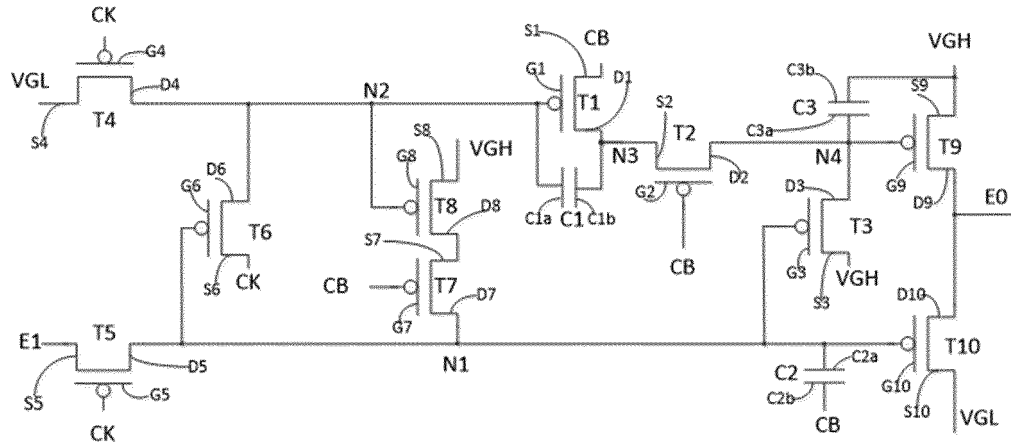 CK
G4
VGL
D4
S4
T4
N2
S1
CB
G1
D1
T1
N3
C1a
C1
C1b
S2
T2
G2
D2
CB
VGH
C3b
C3
C3a
S9
T9
N4
G9
D9
E0
D6
G6
T6
S6
CK
S8
VGH
G8
T8
D8
S7
CB
T7
G7
D7
D3
T3
G3
VGH
S3
E1
T5
D5
S5
G5
CK
N1
C2
C2a
C2b
CB
D10
T10
G10
S10
VGL